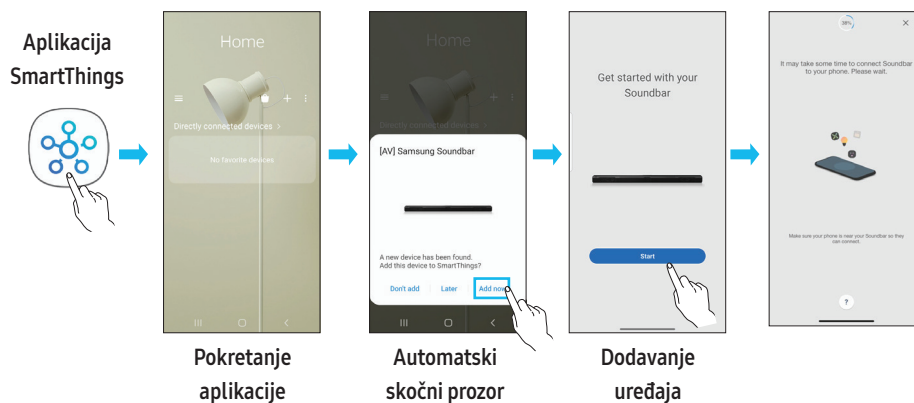 Aplikacija
SmartThings
Home
Directly connected devices >
No favorite devices
Pokretanje
aplikacije
Home
Directly connected devices >
[AV] Samsung Soundbar
A new device has been found.
Add this device to SmartThings?
Don't add
Later
Add now
Automatski
skočni prozor
Get started with your
Soundbar
Start
Dodavanje
uređaja
38%
It may take some time to connect Soundbar
to your phone. Please wait.
Make sure your phone is near your Soundbar so they
can connect.
?